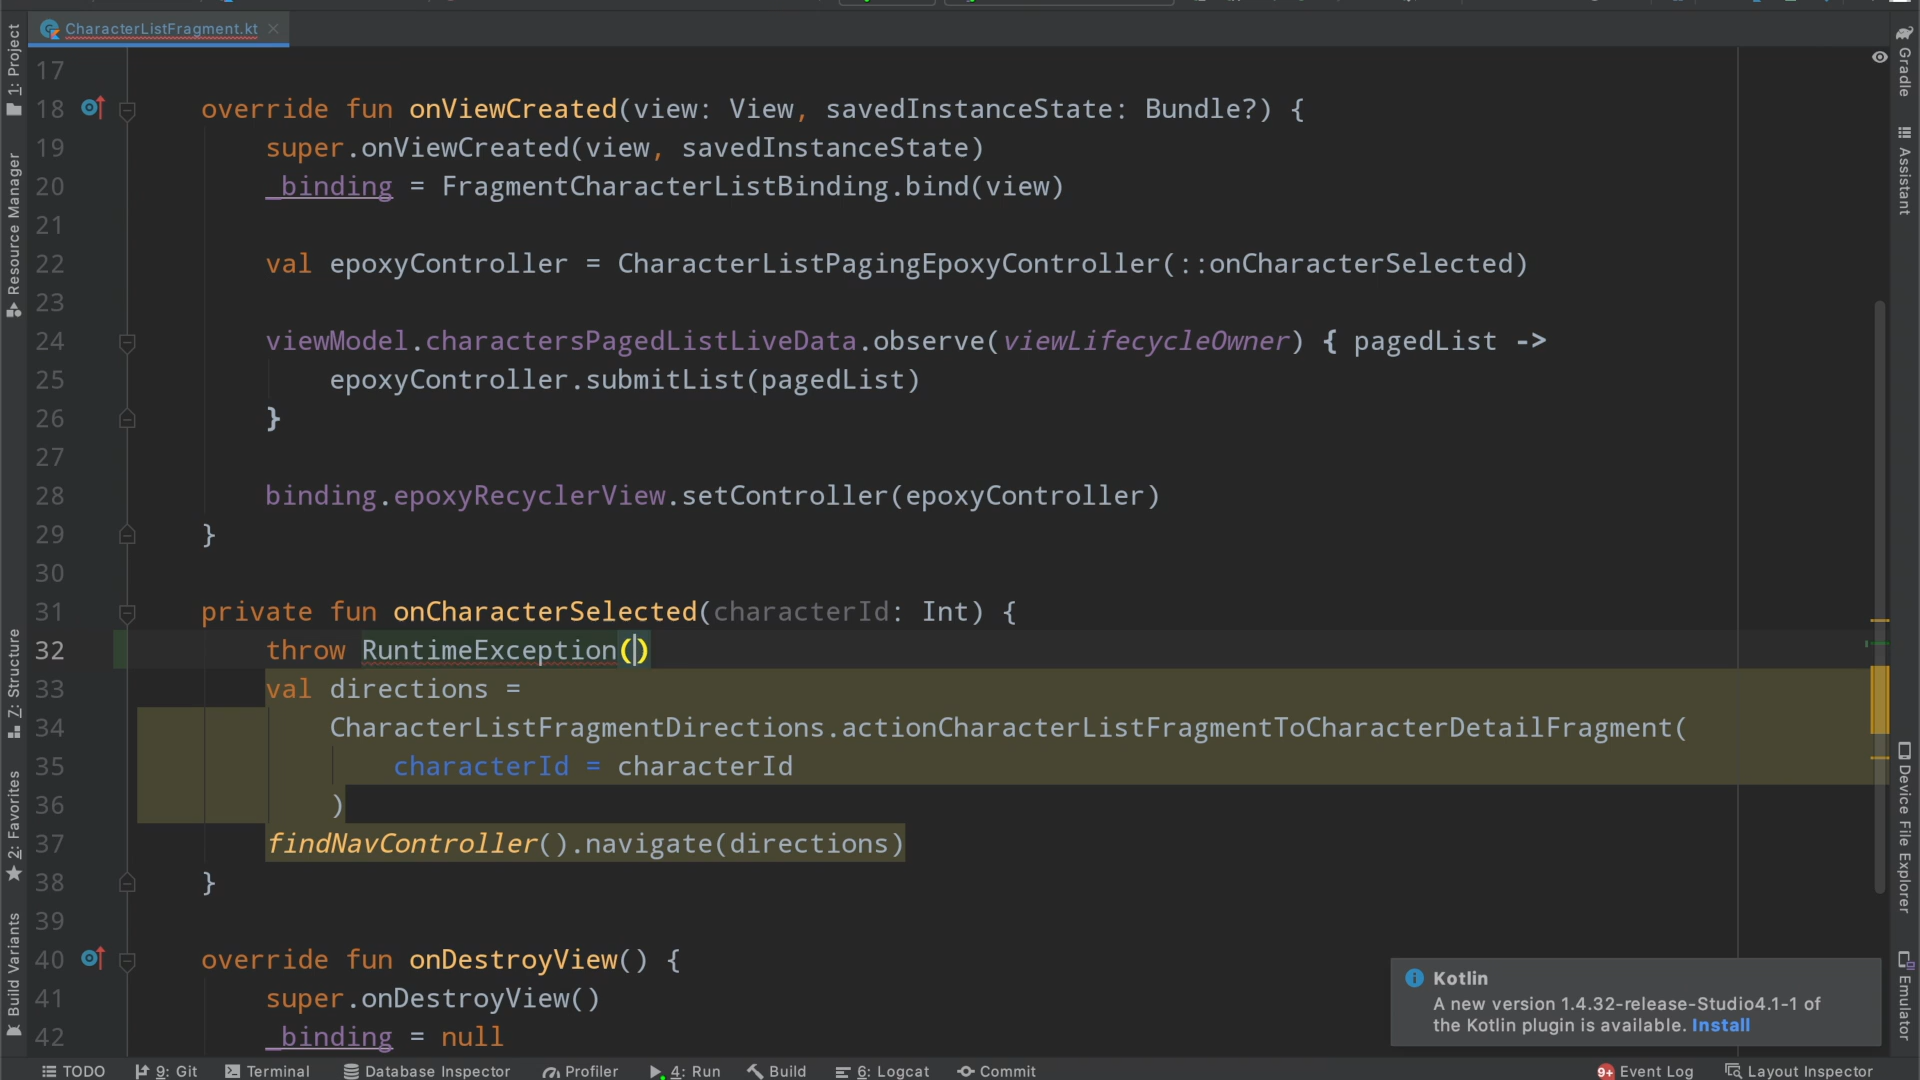 CharacterListFragment.kt
1: Project
Resource Manager
Z: Structure
2: Favorites
Build Variants
17
18 override fun onViewCreated(view: View, savedInstanceState: Bundle?) {
19 super.onViewCreated(view, savedInstanceState)
20 _binding = FragmentCharacterListBinding.bind(view)
21
22 val epoxyController = CharacterListPagingEpoxyController(::onCharacterSelected)
23
24 viewModel.charactersPagedListLiveData.observe(viewLifecycleOwner) { pagedList ->
25 epoxyController.submitList(pagedList)
26 }
27
28 binding.epoxyRecyclerView.setController(epoxyController)
29 }
30
31 private fun onCharacterSelected(characterId: Int) {
32 throw RuntimeException()
33 val directions =
34 CharacterListFragmentDirections.actionCharacterListFragmentToCharacterDetailFragment(
35 characterId = characterId
36 )
37 findNavController().navigate(directions)
38 }
39
40 override fun onDestroyView() {
41 super.onDestroyView()
42 _binding = null
Gradle
Assistant
Device File Explorer
Emulator
Kotlin
A new version 1.4.32-release-Studio4.1-1 of
the Kotlin plugin is available. Install
TODO 9: Git Terminal Database Inspector Profiler 4: Run Build 6: Logcat Commit 9+ Event Log Layout Inspector